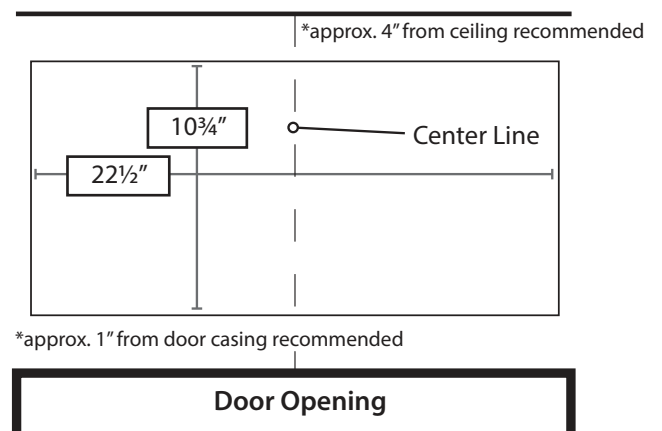 *approx. 4” from ceiling recommended
10¾”
Center Line
22½”
*approx. 1” from door casing recommended
Door Opening